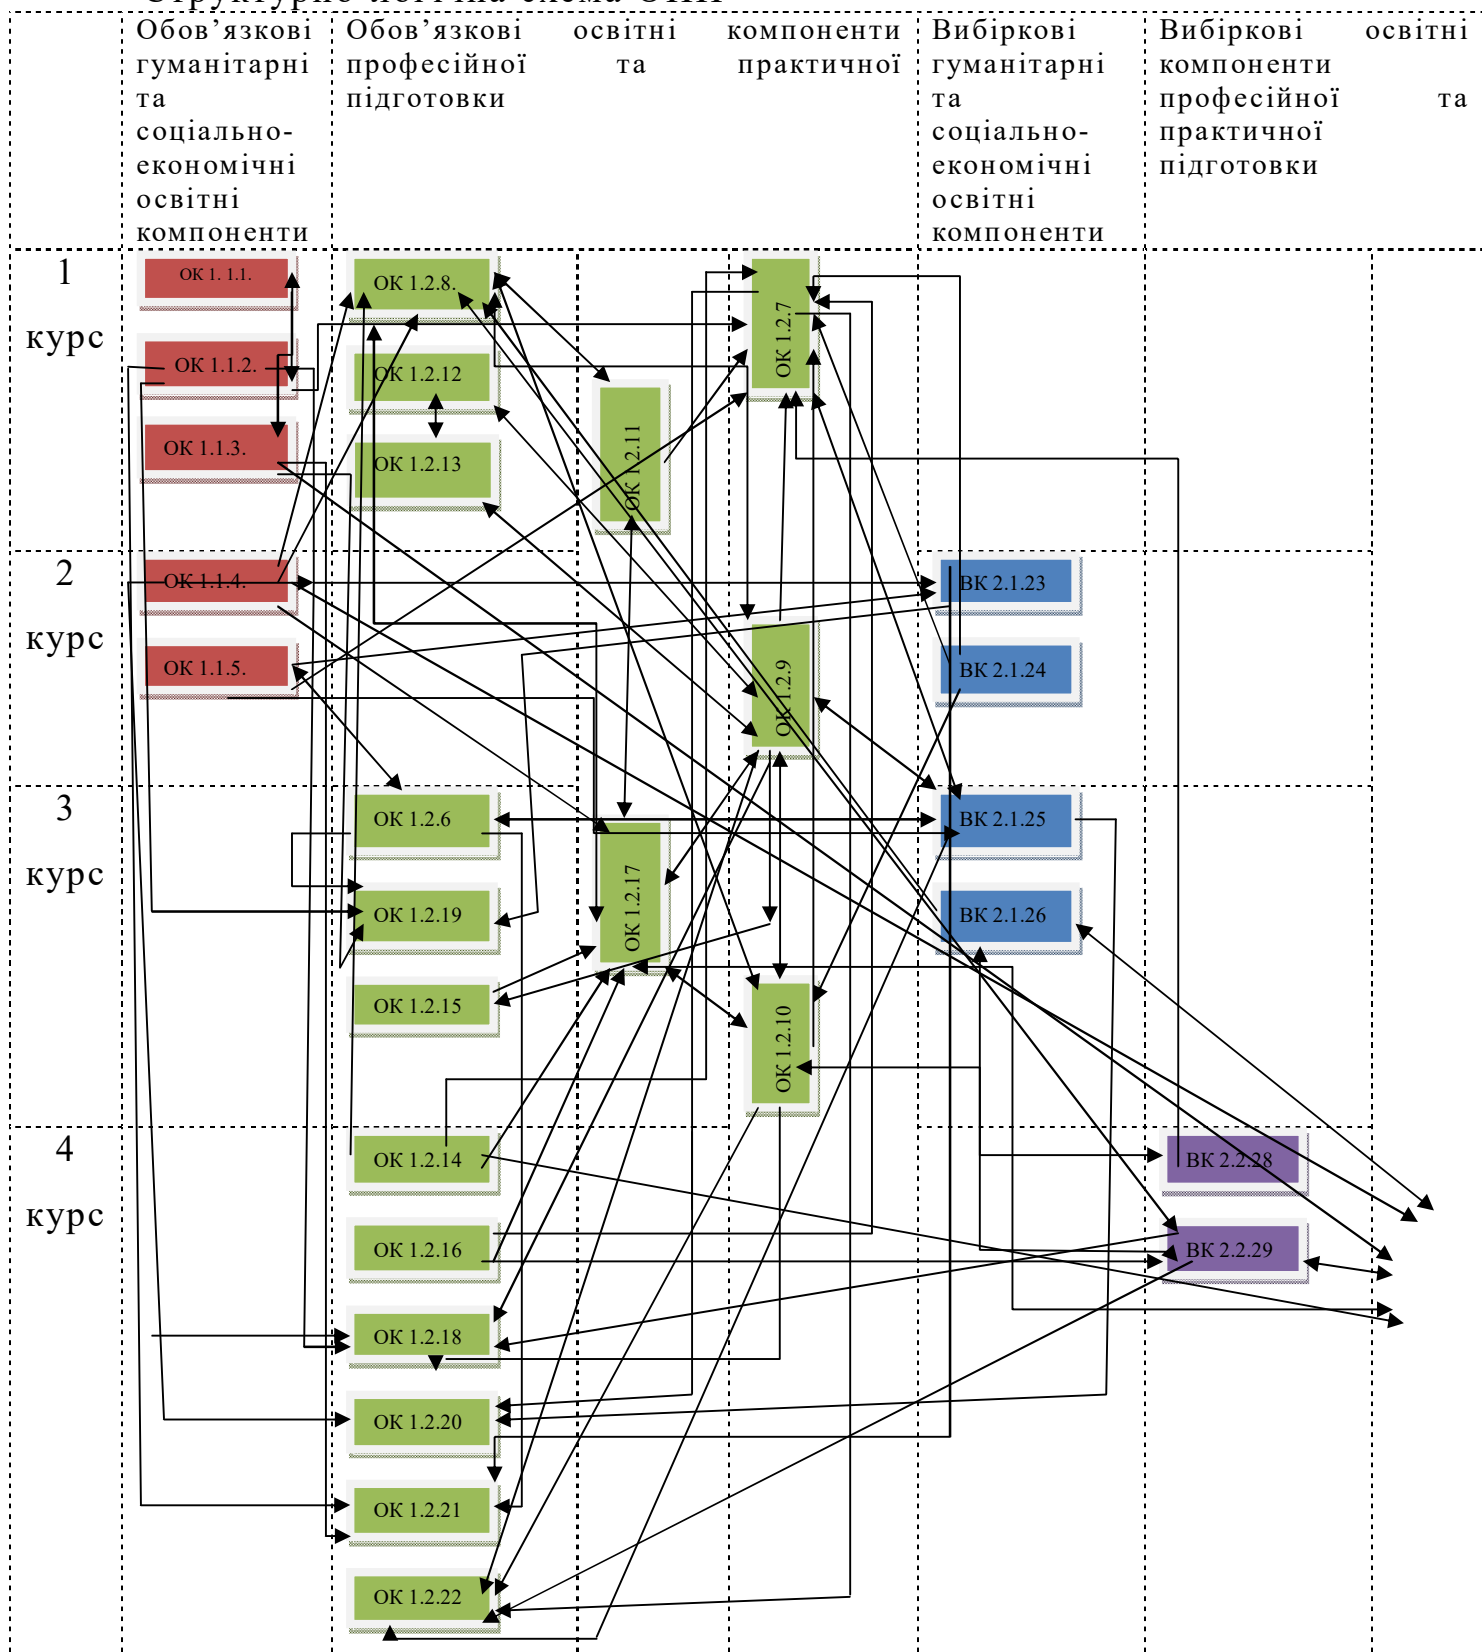 Структурно-логічна схема ОПП
Обов’язкові
гуманітарні
та
соціально-
економічні
освітні
компоненти
Обов’язкові освітні компоненти
професійної та практичної
підготовки
Вибіркові
гуманітарні
та
соціально-
економічні
освітні
компоненти
Вибіркові освітні
компоненти
професійної та
практичної
підготовки
1
курс
ОК 1. 1.1.
ОК 1.1.2.
ОК 1.1.3.
ОК 1.2.8.
ОК 1.2.12
ОК 1.2.13
ОК 1.2.11
ОК 1.2.7
2
курс
ОК 1.1.4.
ОК 1.1.5.
ОК 1.2.9
ВК 2.1.23
ВК 2.1.24
3
курс
ОК 1.2.6
ОК 1.2.19
ОК 1.2.15
ОК 1.2.17
ОК 1.2.10
ВК 2.1.25
ВК 2.1.26
4
курс
ОК 1.2.14
ОК 1.2.16
ОК 1.2.18
ОК 1.2.20
ОК 1.2.21
ОК 1.2.22
ВК 2.2.28
ВК 2.2.29